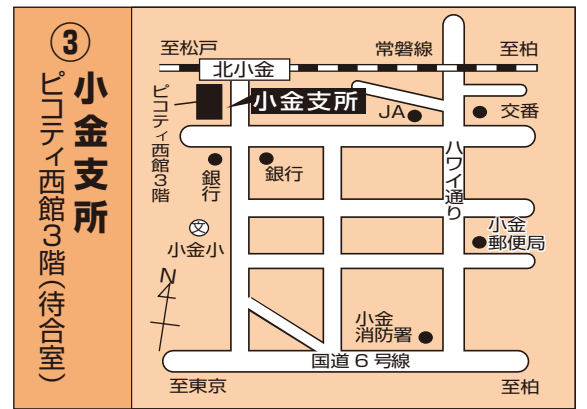 ③
小金支所
ピコティ西館3階(待合室)
至松戸
常磐線
至柏
北小金
小金支所
ピコティ西館3階
JA
交番
銀行
銀行
ハワイ通り
文
小金小
小金
郵便局
N
小金
消防署
国道6号線
至東京
至柏